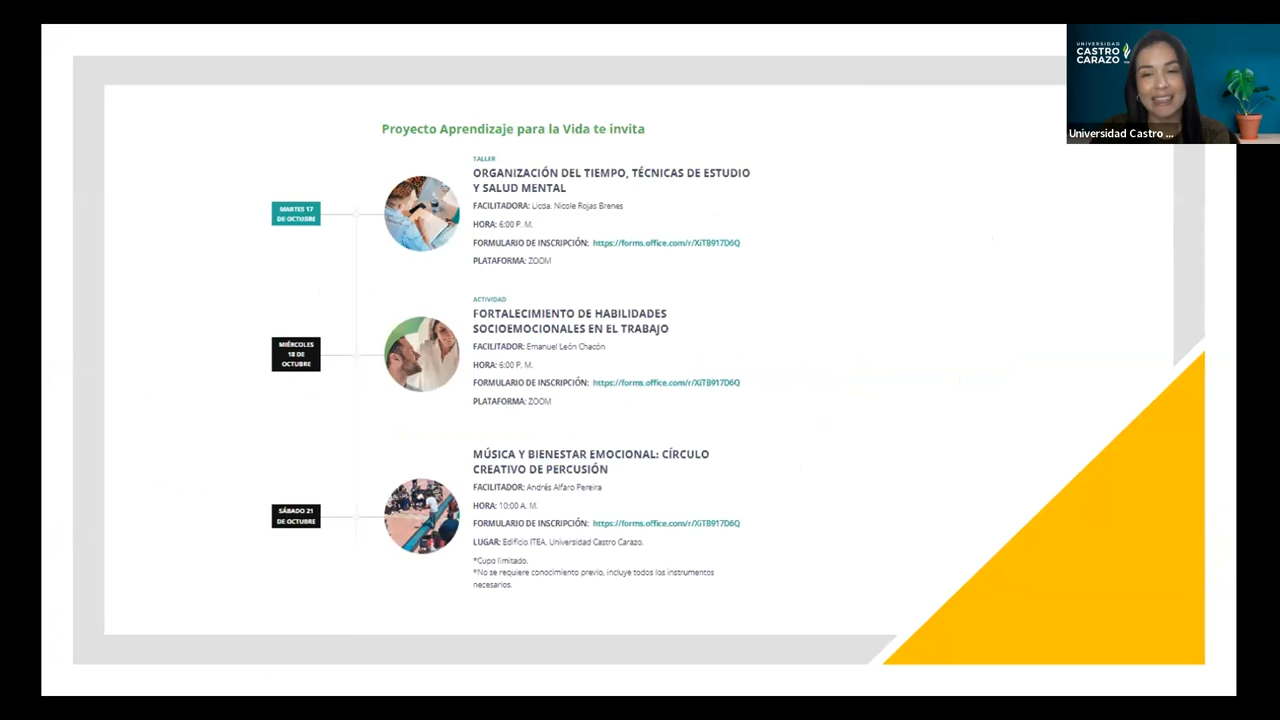 UNIVERSIDAD
CASTRO
CARAZO
Universidad Castro ...
Proyecto Aprendizaje para la Vida te invita
MARTES 17
DE OCTUBRE
TALLER
ORGANIZACIÓN DEL TIEMPO, TÉCNICAS DE ESTUDIO
Y SALUD MENTAL
FACILITADORA: Licda. Nicole Rojas Brenes
HORA: 6:00 P. M.
FORMULARIO DE INSCRIPCIÓN: https://forms.office.com/r/XiTB917D6Q
PLATAFORMA: ZOOM
MIÉRCOLES
18 DE
OCTUBRE
ACTIVIDAD
FORTALECIMIENTO DE HABILIDADES
SOCIOEMOCIONALES EN EL TRABAJO
FACILITADOR: Emanuel León Chacón
HORA: 6:00 P. M.
FORMULARIO DE INSCRIPCIÓN: https://forms.office.com/r/XiTB917D6Q
PLATAFORMA: ZOOM
SÁBADO 21
DE OCTUBRE
MÚSICA Y BIENESTAR EMOCIONAL: CÍRCULO
CREATIVO DE PERCUSIÓN
FACILITADOR: Andrés Alfaro Pereira
HORA: 10:00 A. M.
FORMULARIO DE INSCRIPCIÓN: https://forms.office.com/r/XiTB917D6Q
LUGAR: Edificio ITEA, Universidad Castro Carazo.
*Cupo limitado.
*No se requiere conocimiento previo, incluye todos los instrumentos
necesarios.